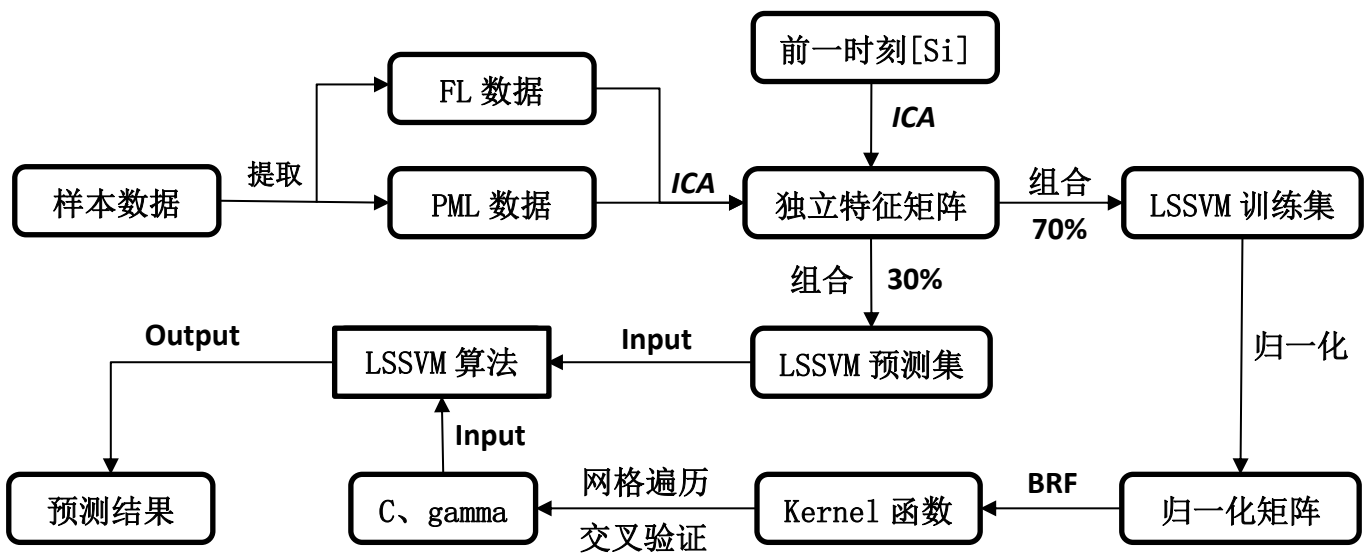 前一时刻[Si]
FL 数据
ICA
样本数据
提取
PML 数据
ICA
独立特征矩阵
组合
70%
LSSVM 训练集
组合
30%
Output
LSSVM 算法
Input
LSSVM 预测集
归一化
Input
预测结果
C、gamma
网格遍历
交叉验证
Kernel 函数
BRF
归一化矩阵